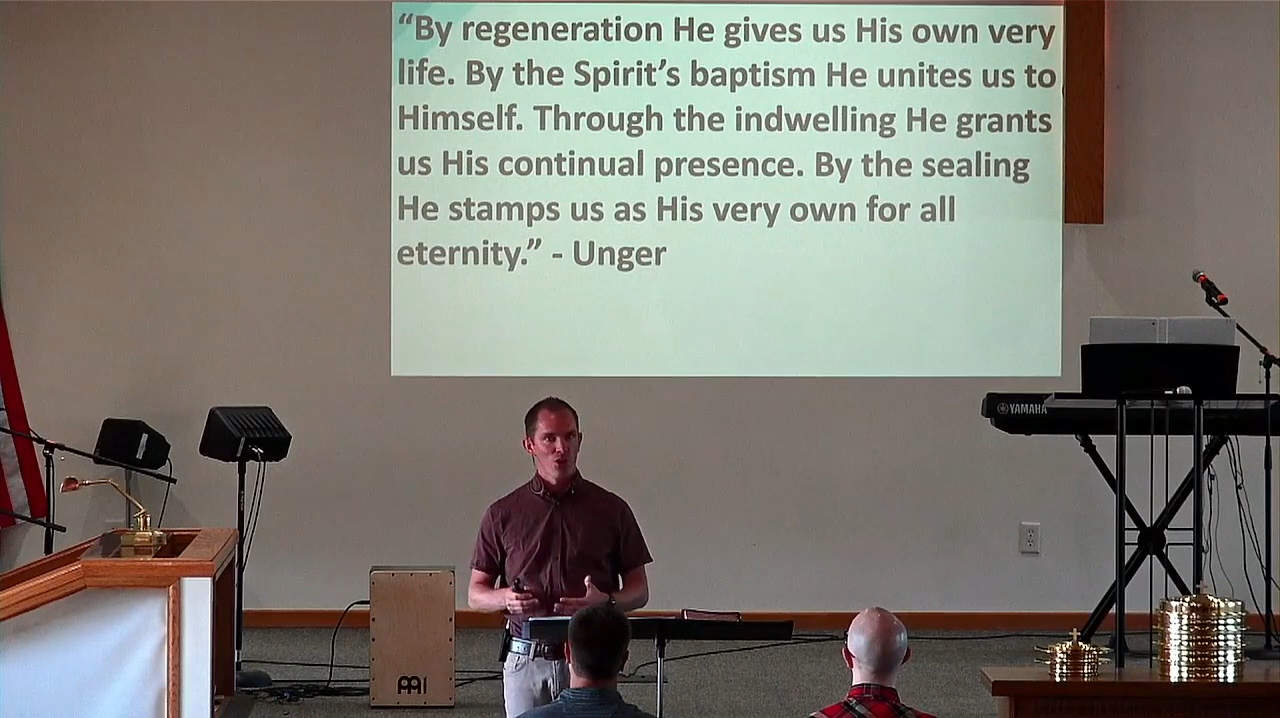 “By regeneration He gives us His own very
life. By the Spirit’s baptism He unites us to
Himself. Through the indwelling He grants
us His continual presence. By the sealing
He stamps us as His very own for all
eternity.” - Unger
YAMAHA